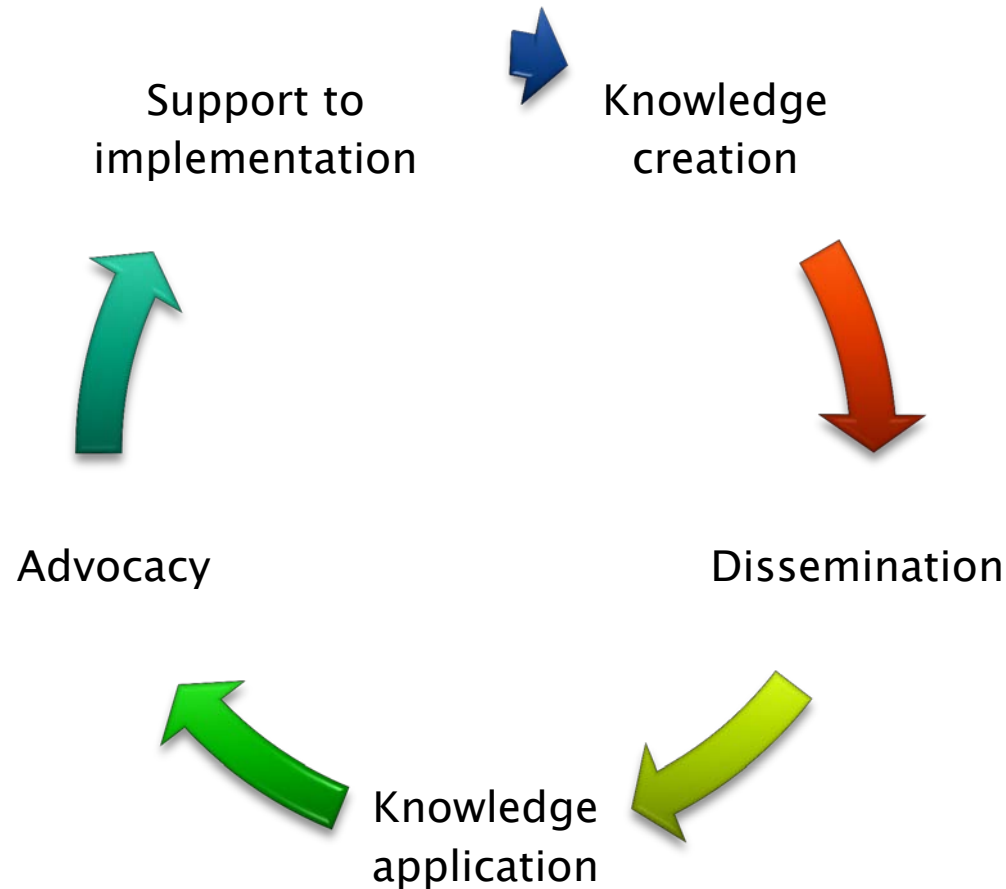 Support to
implementation
Knowledge
creation
Advocacy
Dissemination
Knowledge
application